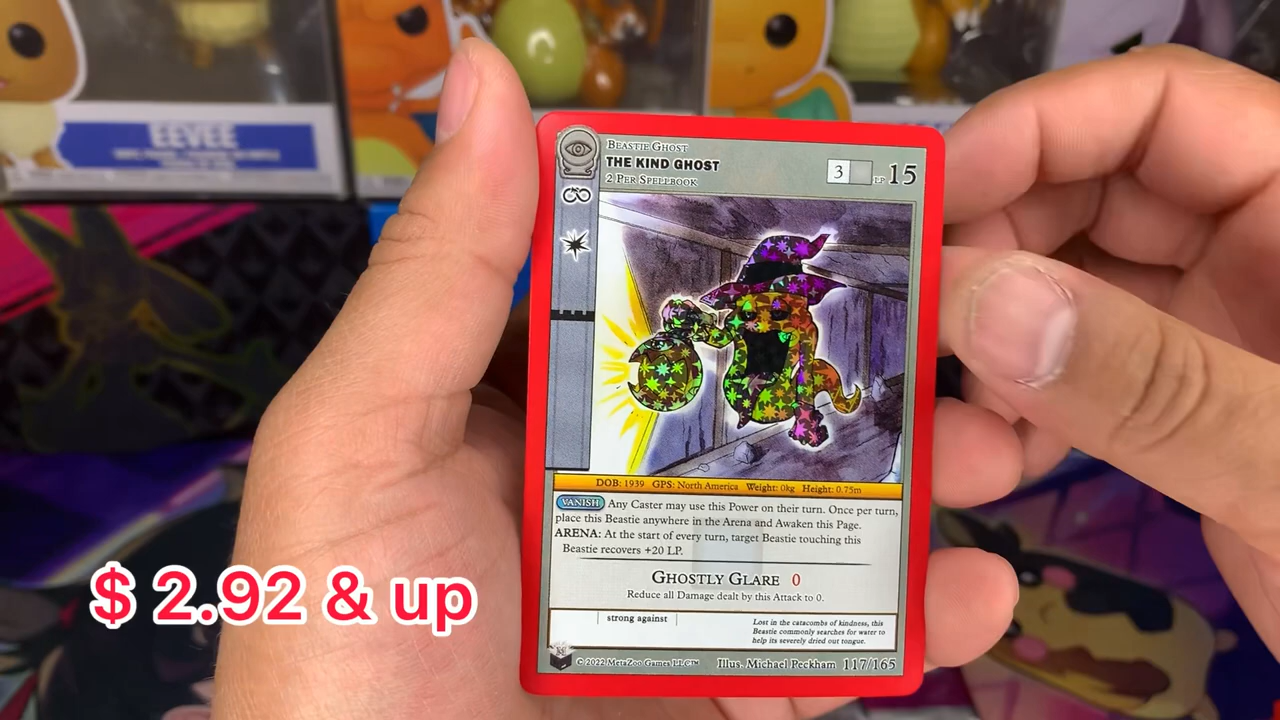 EEVEE
BEASTIE GHOST
THE KIND GHOST
2 PER SPELLBOOK
3
LP 15
DOB: 1939 GPS: North America Weight: 0kg Height: 0.75m
VANISH Any Caster may use this Power on their turn. Once per turn,
place this Beastie anywhere in the Arena and Awaken this Page.
ARENA: At the start of every turn, target Beastie touching this
Beastie recovers +20 LP.
GHOSTLY GLARE 0
Reduce all Damage dealt by this Attack to 0.
strong against
Lost in the catacombs of kindness, this
Beastie commonly searches for water to
help its severely dried out tongue.
© 2022 MetaZoo Games LLC™
Illus. Michael Peckham 117/165
$ 2.92 & up